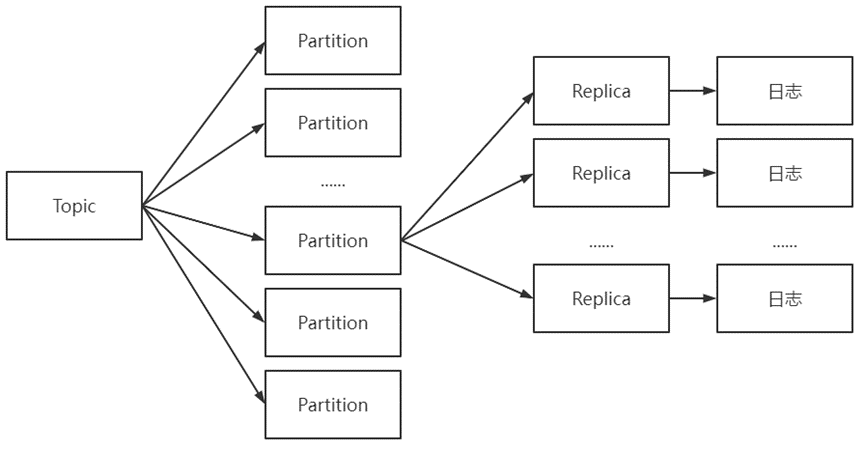 Topic
Partition
Partition
......
Partition
Partition
Partition
Replica
日志
Replica
日志
......
......
Replica
日志